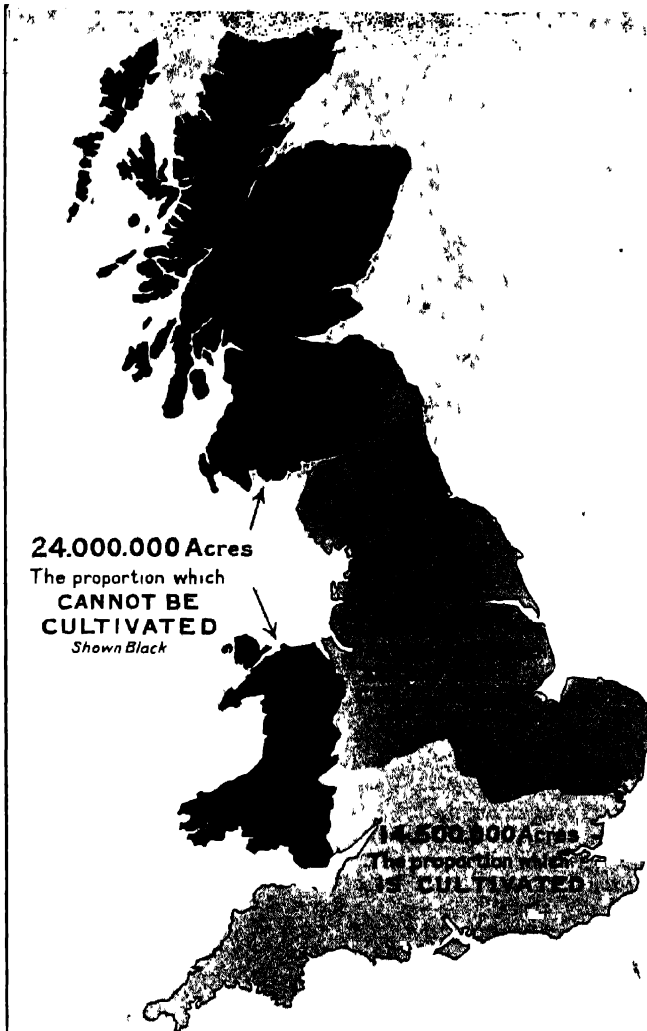 24.000.000 Acres
The proportion which
CANNOT BE
CULTIVATED
Shown Black
14.500.000 Acres
The proportion which
IS CULTIVATED